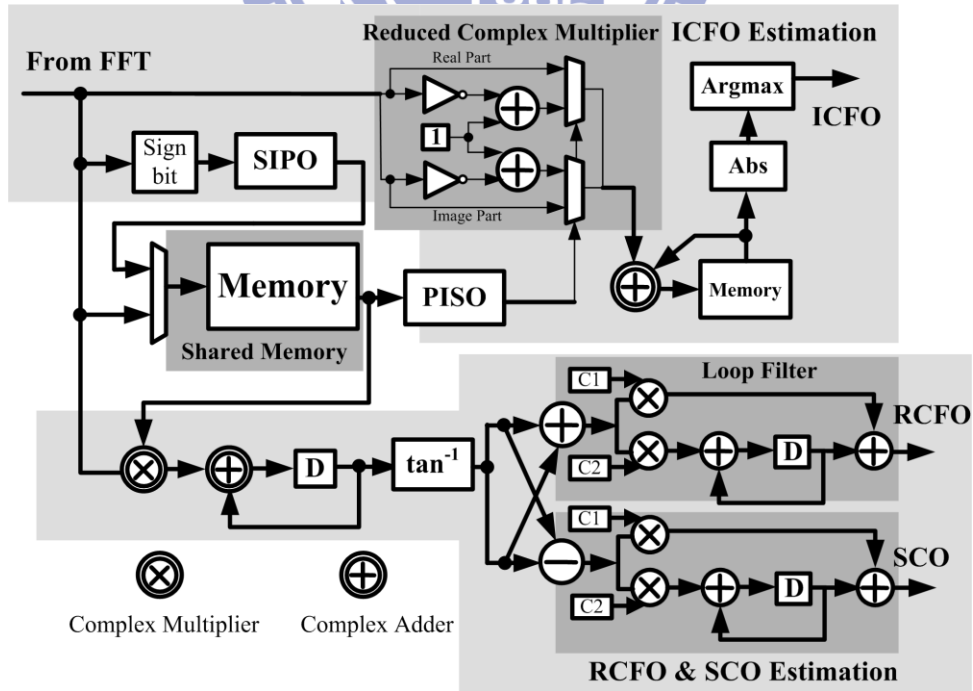 Reduced Complex Multiplier
ICFO Estimation
From FFT
Real Part
Argmax
ICFO
1
Sign
bit
SIPO
Abs
Image Part
Memory
PISO
Memory
Shared Memory
C1
Loop Filter
RCFO
C2
D
D
tan-1
C1
SCO
C2
D
Complex Multiplier
Complex Adder
RCFO & SCO Estimation